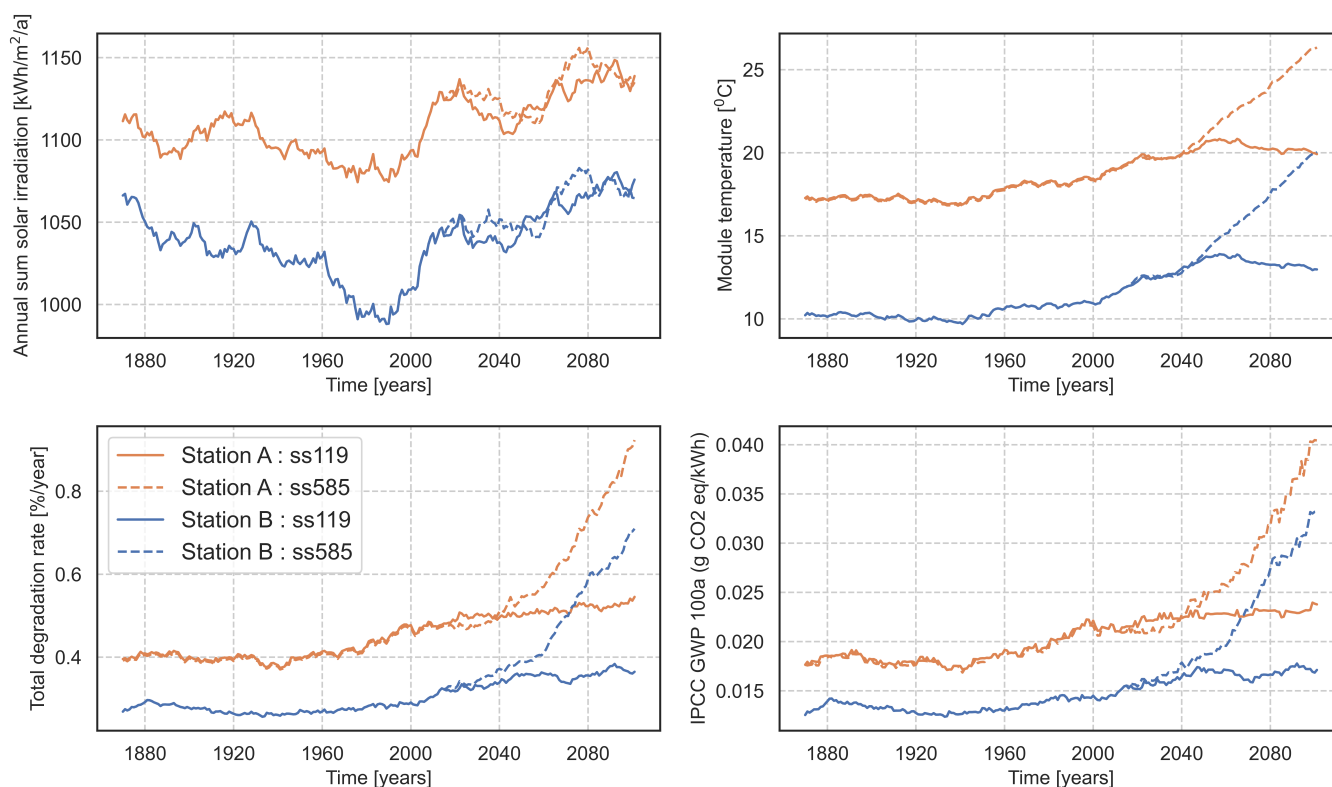 Annual sum solar irradiation [kWh/m²/a]
1150
1100
1050
1000
1880 1920 1960 2000 2040 2080
Time [years]
Module temperature [⁰C]
25
20
15
10
1880 1920 1960 2000 2040 2080
Time [years]
Total degradation rate [%/year]
0.8
0.6
0.4
Station A : ss119
Station A : ss585
Station B : ss119
Station B : ss585
1880 1920 1960 2000 2040 2080
Time [years]
IPCC GWP 100a (g CO2 eq/kWh)
0.040
0.035
0.030
0.025
0.020
0.015
1880 1920 1960 2000 2040 2080
Time [years]